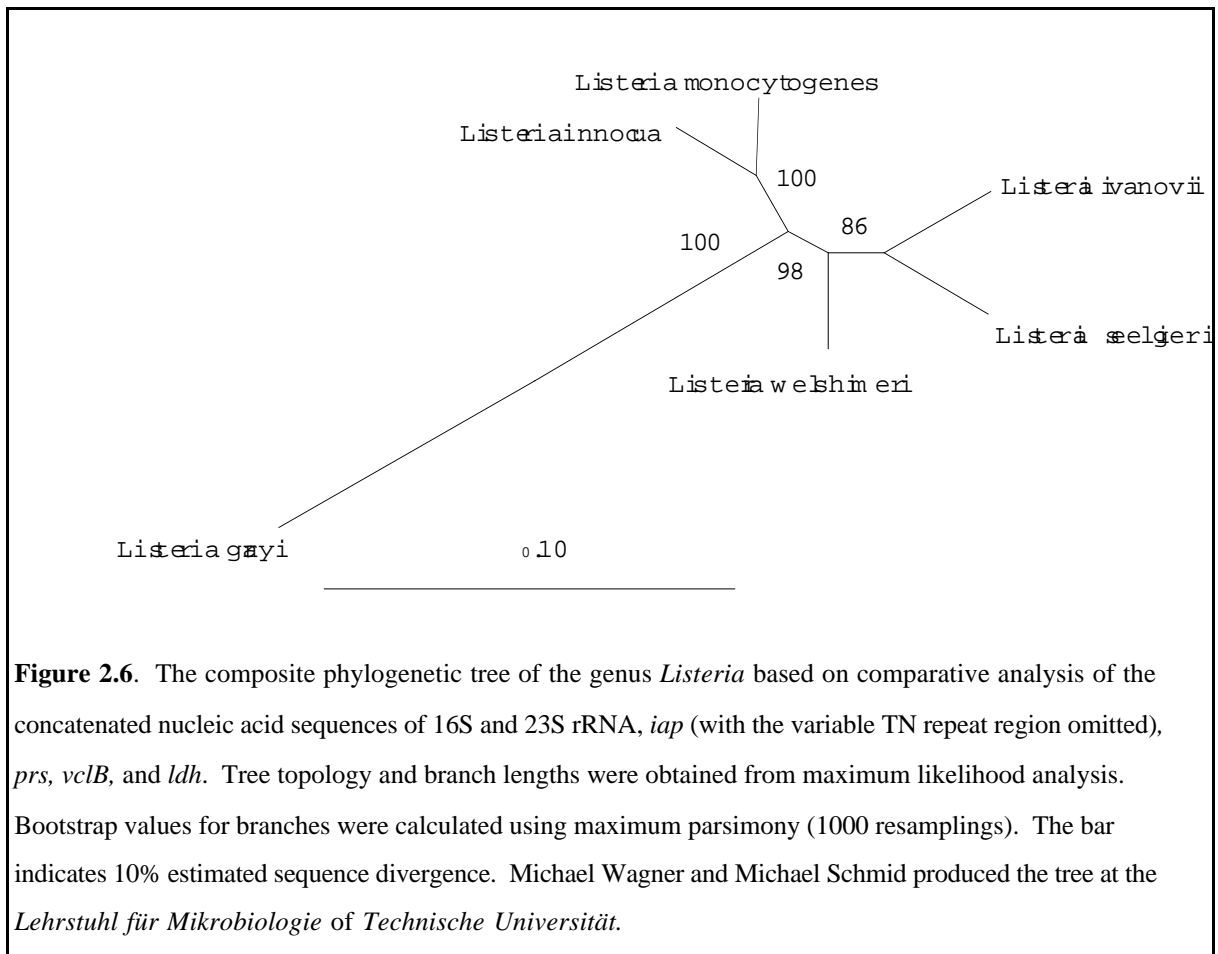 Listeria monocytogenes
Listeria innocua
100
Listeria ivanovii
86
100
98
Listeria seeligeri
Listeria welshimeri
Listeria grayi
0.10
Figure 2.6. The composite phylogenetic tree of the genus Listeria based on comparative analysis of the
concatenated nucleic acid sequences of 16S and 23S rRNA, iap (with the variable TN repeat region omitted),
prs, vclB, and ldh. Tree topology and branch lengths were obtained from maximum likelihood analysis.
Bootstrap values for branches were calculated using maximum parsimony (1000 resamplings). The bar
indicates 10% estimated sequence divergence. Michael Wagner and Michael Schmid produced the tree at the
Lehrstuhl für Mikrobiologie of Technische Universität.